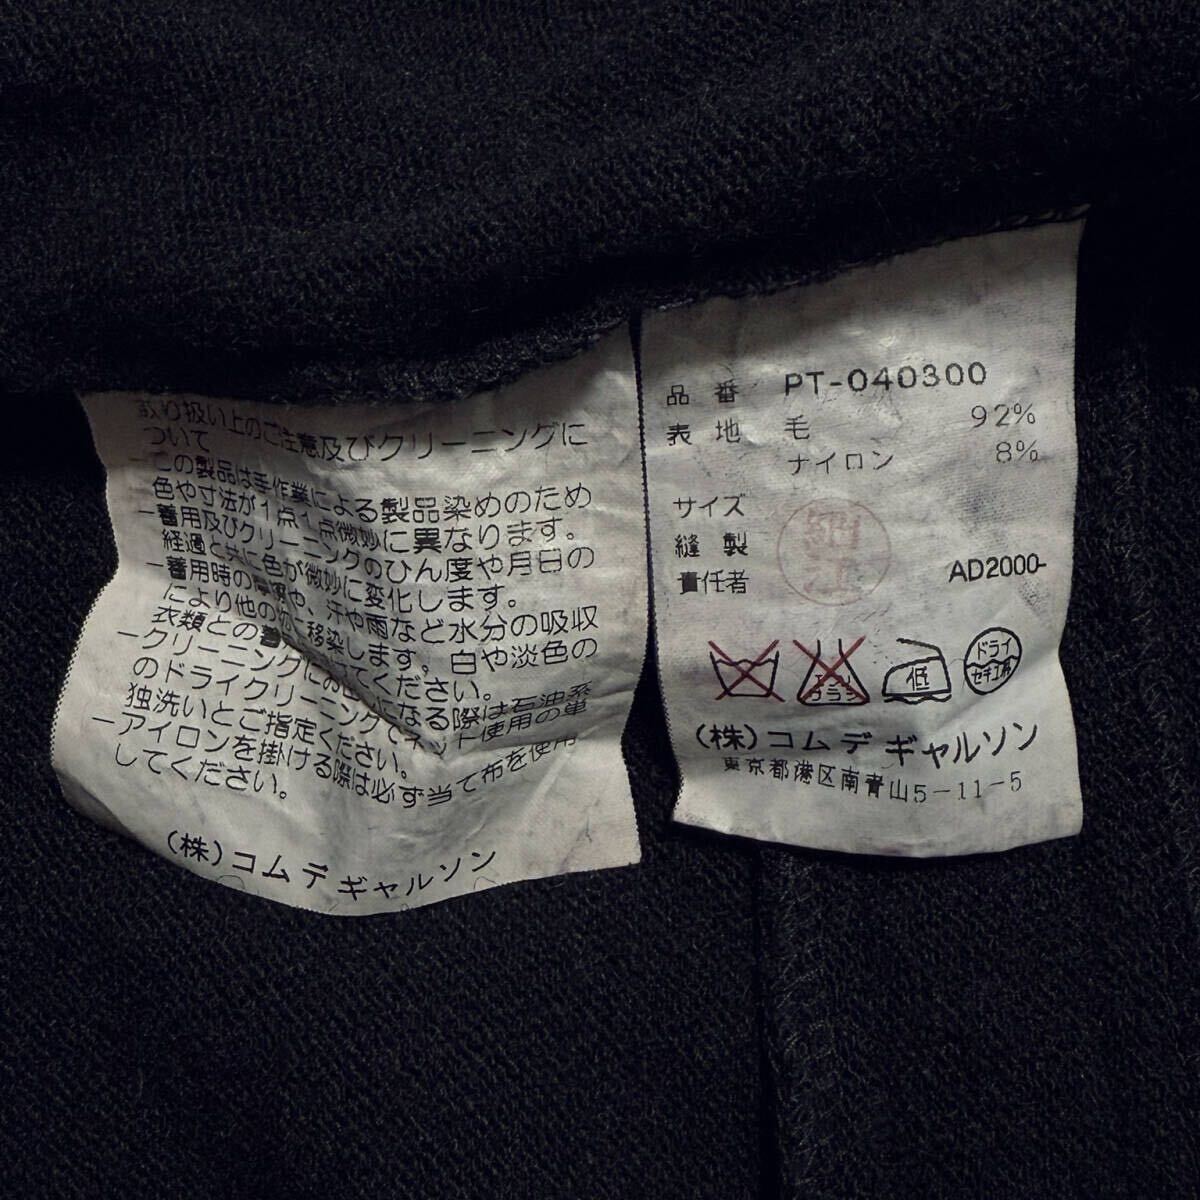 取り扱い上のご注意及びクリーニングに
ついて
ーこの製品は手作業による製品染めのため
色や寸法が1点1点微妙に異なります。
ー着用及びクリーニングのひん度や月日の
経過と共に色が微妙に変化します。
ー着用時の摩擦や、汗や雨など水分の吸収
により他の物へ移染します。白や淡色の
衣類との着
てください。
ークリーニングにお
になる際は石油系
のドライクリーニングでネット使用の単
独洗いとご指定ください。
ーアイロンを掛ける際は必ず当て布を使用
してください。
(株)コムデギャルソン
品番 PT-040300
表地 毛 92%
ナイロン 8%
サイズ
縫製
責任者
AD2000-
エンソ
サラシ
低
ドライ
セキユ系
(株)コムデギャルソン
東京都港区南青山5-11-5